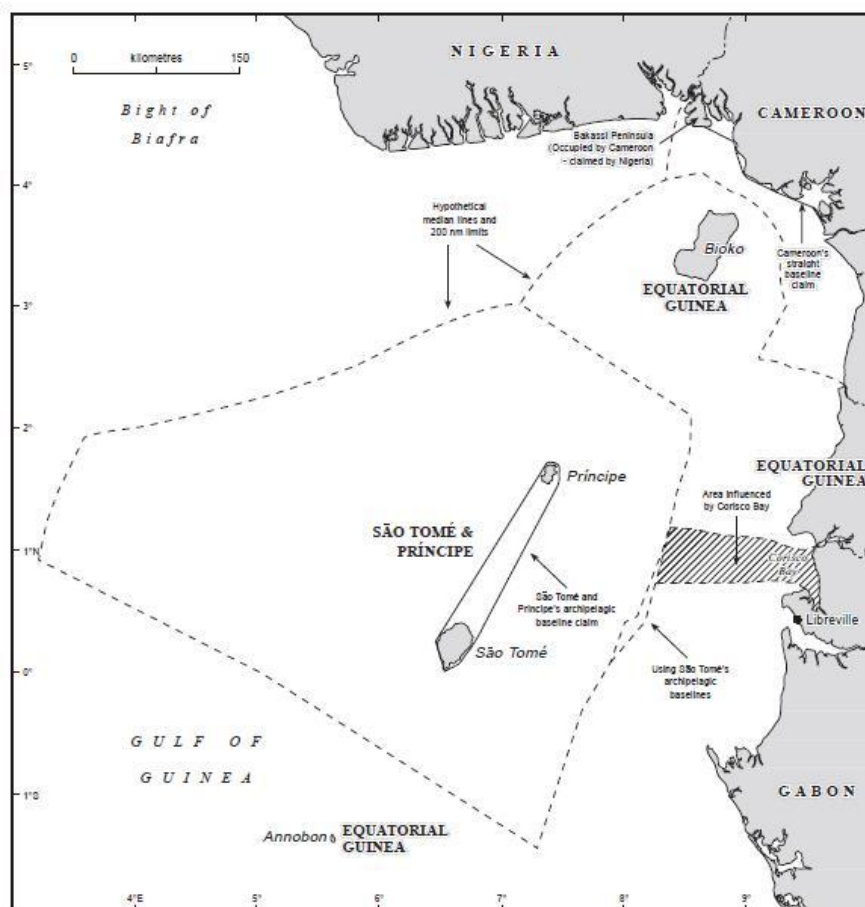 0 kilometres 150
NIGERIA
5°
Bight of
Biafra
CAMEROON
Bakassi Peninsula
(Occupied by Cameroon
- claimed by Nigeria)
4°
Hypothetical
median lines and
200 nm limits
Bioko
Cameroon's
straight
baseline
claim
EQUATORIAL
GUINEA
3°
2°
Príncipe
EQUATORIAL
GUINEA
Area Influenced
by Corisco Bay
SÃO TOMÉ &
PRÍNCIPE
1°N
Corisco
Bay
São Tomé and
Príncipe's archipelagic
baseline claim
Libreville
São Tomé
0°
Using São Tomé's
archipelagic
baselines
GULF OF
GUINEA
1°S
GABON
Annobon
EQUATORIAL
GUINEA
4°E 5° 6° 7° 8° 9°